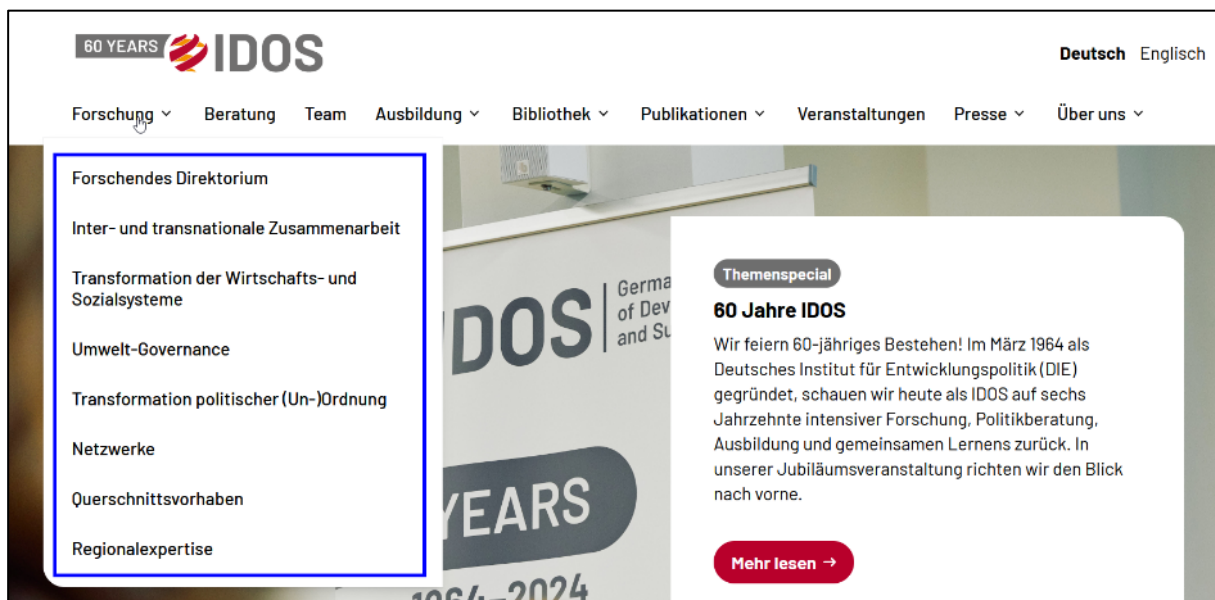 60 YEARS IDOS
Deutsch Englisch
Forschung Beratung Team Ausbildung Bibliothek Publikationen Veranstaltungen Presse Über uns
Forschendes Direktorium
Inter- und transnationale Zusammenarbeit
Transformation der Wirtschafts- und
Sozialsysteme
Umwelt-Governance
Transformation politischer (Un-)Ordnung
Netzwerke
Querschnittsvorhaben
Regionalexpertise
IDOS
of
and
YEARS
1964–2024
Themenspecial
60 Jahre IDOS
Wir feiern 60-jähriges Bestehen! Im März 1964 als
Deutsches Institut für Entwicklungspolitik (DIE)
gegründet, schauen wir heute als IDOS auf sechs
Jahrzehnte intensiver Forschung, Politikberatung,
Ausbildung und gemeinsamen Lernens zurück. In
unserer Jubiläumsveranstaltung richten wir den Blick
nach vorne.
Mehr lesen →